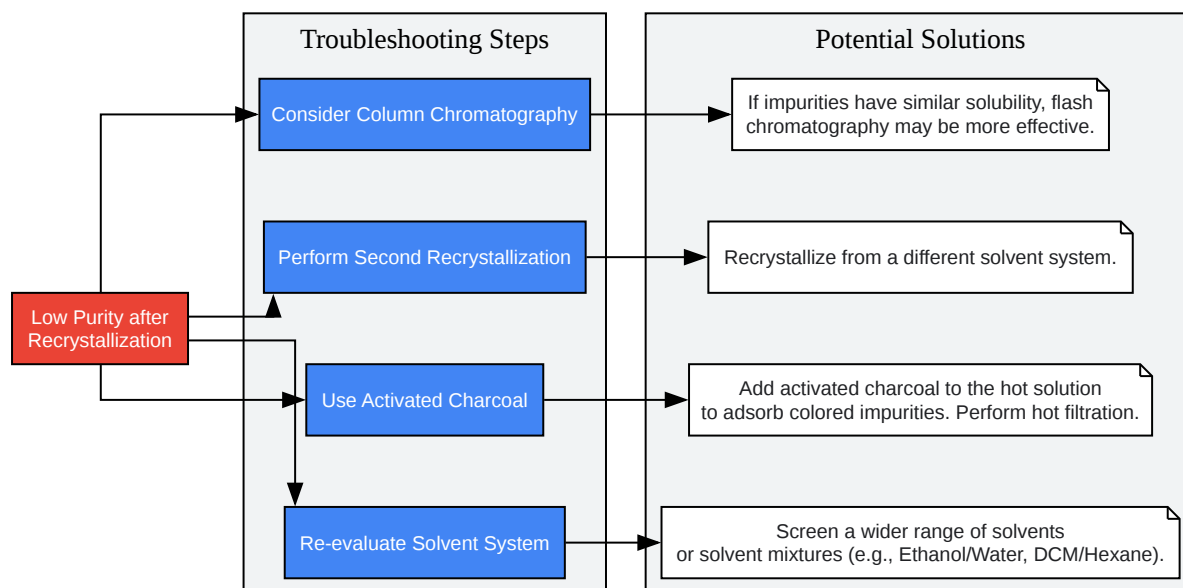 Troubleshooting Steps
Potential Solutions
Consider Column Chromatography
If impurities have similar solubility, flash
chromatography may be more effective.
Perform Second Recrystallization
Recrystallize from a different solvent system.
Low Purity after
Recrystallization
Use Activated Charcoal
Add activated charcoal to the hot solution
to adsorb colored impurities. Perform hot filtration.
Re-evaluate Solvent System
Screen a wider range of solvents
or solvent mixtures (e.g., Ethanol/Water, DCM/Hexane).